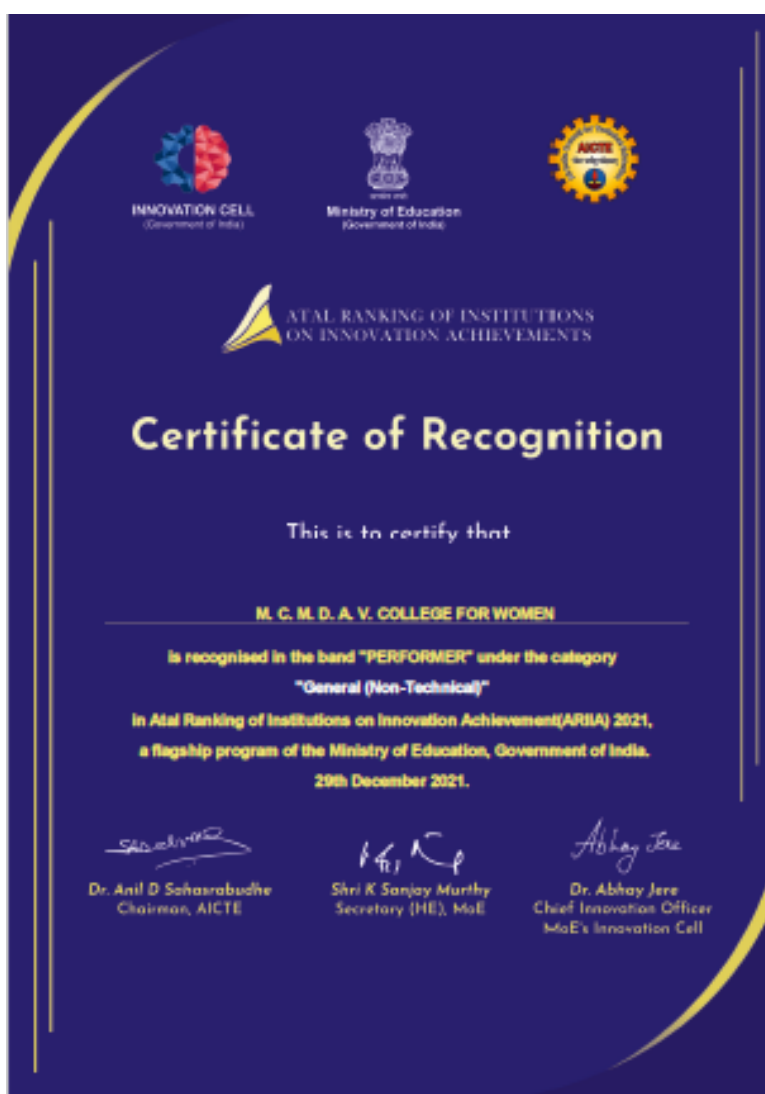 INNOVATION CELL
(Government of India)
Ministry of Education
(Government of India)
AICTE
ATAL RANKING OF INSTITUTIONS
ON INNOVATION ACHIEVEMENTS
Certificate of Recognition
This is to certify that
M. C. M. D. A. V. COLLEGE FOR WOMEN
is recognised in the band "PERFORMER" under the category
"General (Non-Technical)"
in Atal Ranking of Institutions on Innovation Achievement(ARIIA) 2021,
a flagship program of the Ministry of Education, Government of India.
29th December 2021.
Abhay Jere
Dr. Anil D Sahasrabudhe
Chairman, AICTE
Shri K Sanjay Murthy
Secretary (HE), MoE
Dr. Abhay Jere
Chief Innovation Officer
MoE's Innovation Cell